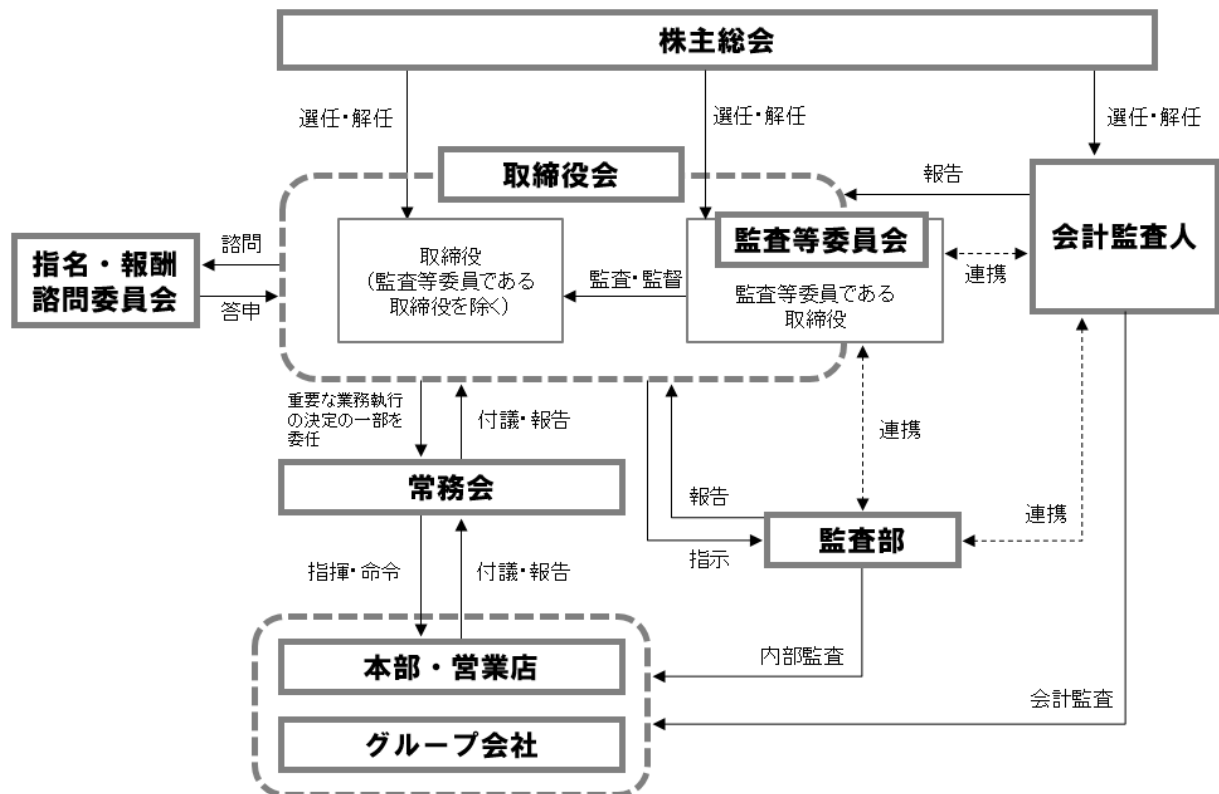 株主総会
選任・解任
選任・解任
選任・解任
取締役会
報告
会計監査人
監査等委員会
指名・報酬
諮問委員会
諮問
答申
取締役
(監査等委員である
取締役を除く)
監査・監督
監査等委員である
取締役
連携
重要な業務執行
の決定の一部を
委任
付議・報告
連携
常務会
報告
指示
監査部
連携
指揮・命令
付議・報告
本部・営業店
内部監査
会計監査
グループ会社